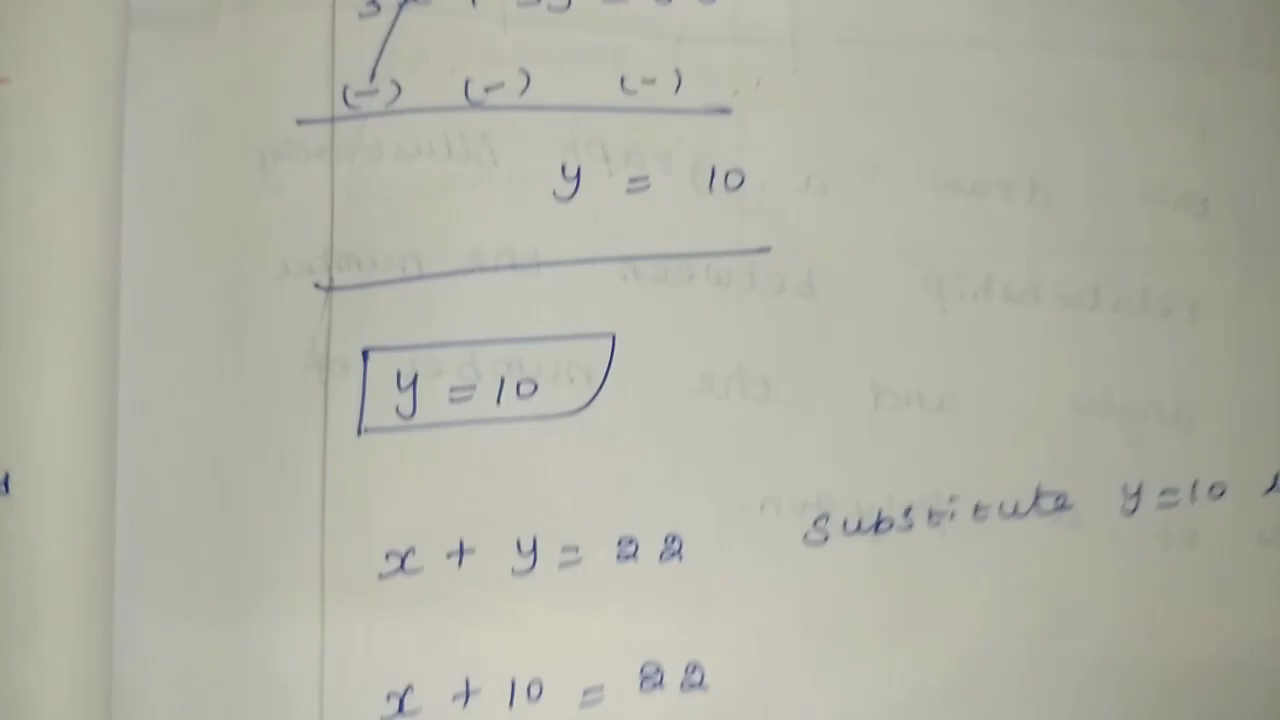 (-) (-) (-)
y = 10
y = 10
x + y = 22 Substitute y=10
x + 10 = 22